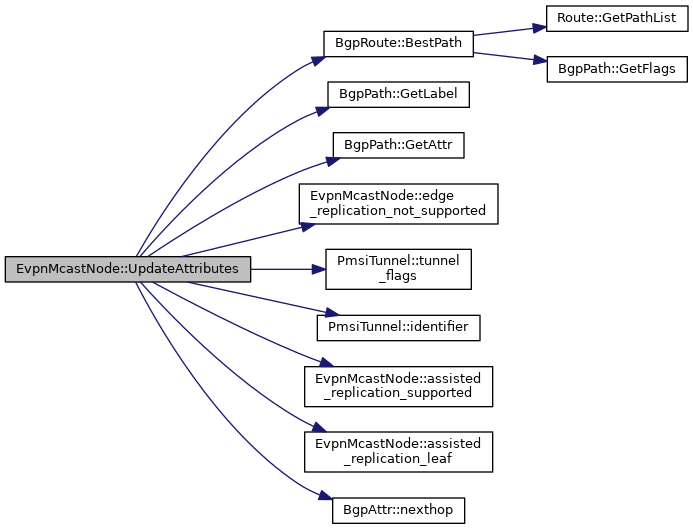 Route::GetPathList
BgpRoute::BestPath
BgpPath::GetFlags
BgpPath::GetLabel
BgpPath::GetAttr
EvpnMcastNode::edge
_replication_not_supported
EvpnMcastNode::UpdateAttributes
PmsiTunnel::tunnel
_flags
PmsiTunnel::identifier
EvpnMcastNode::assisted
_replication_supported
EvpnMcastNode::assisted
_replication_leaf
BgpAttr::nexthop